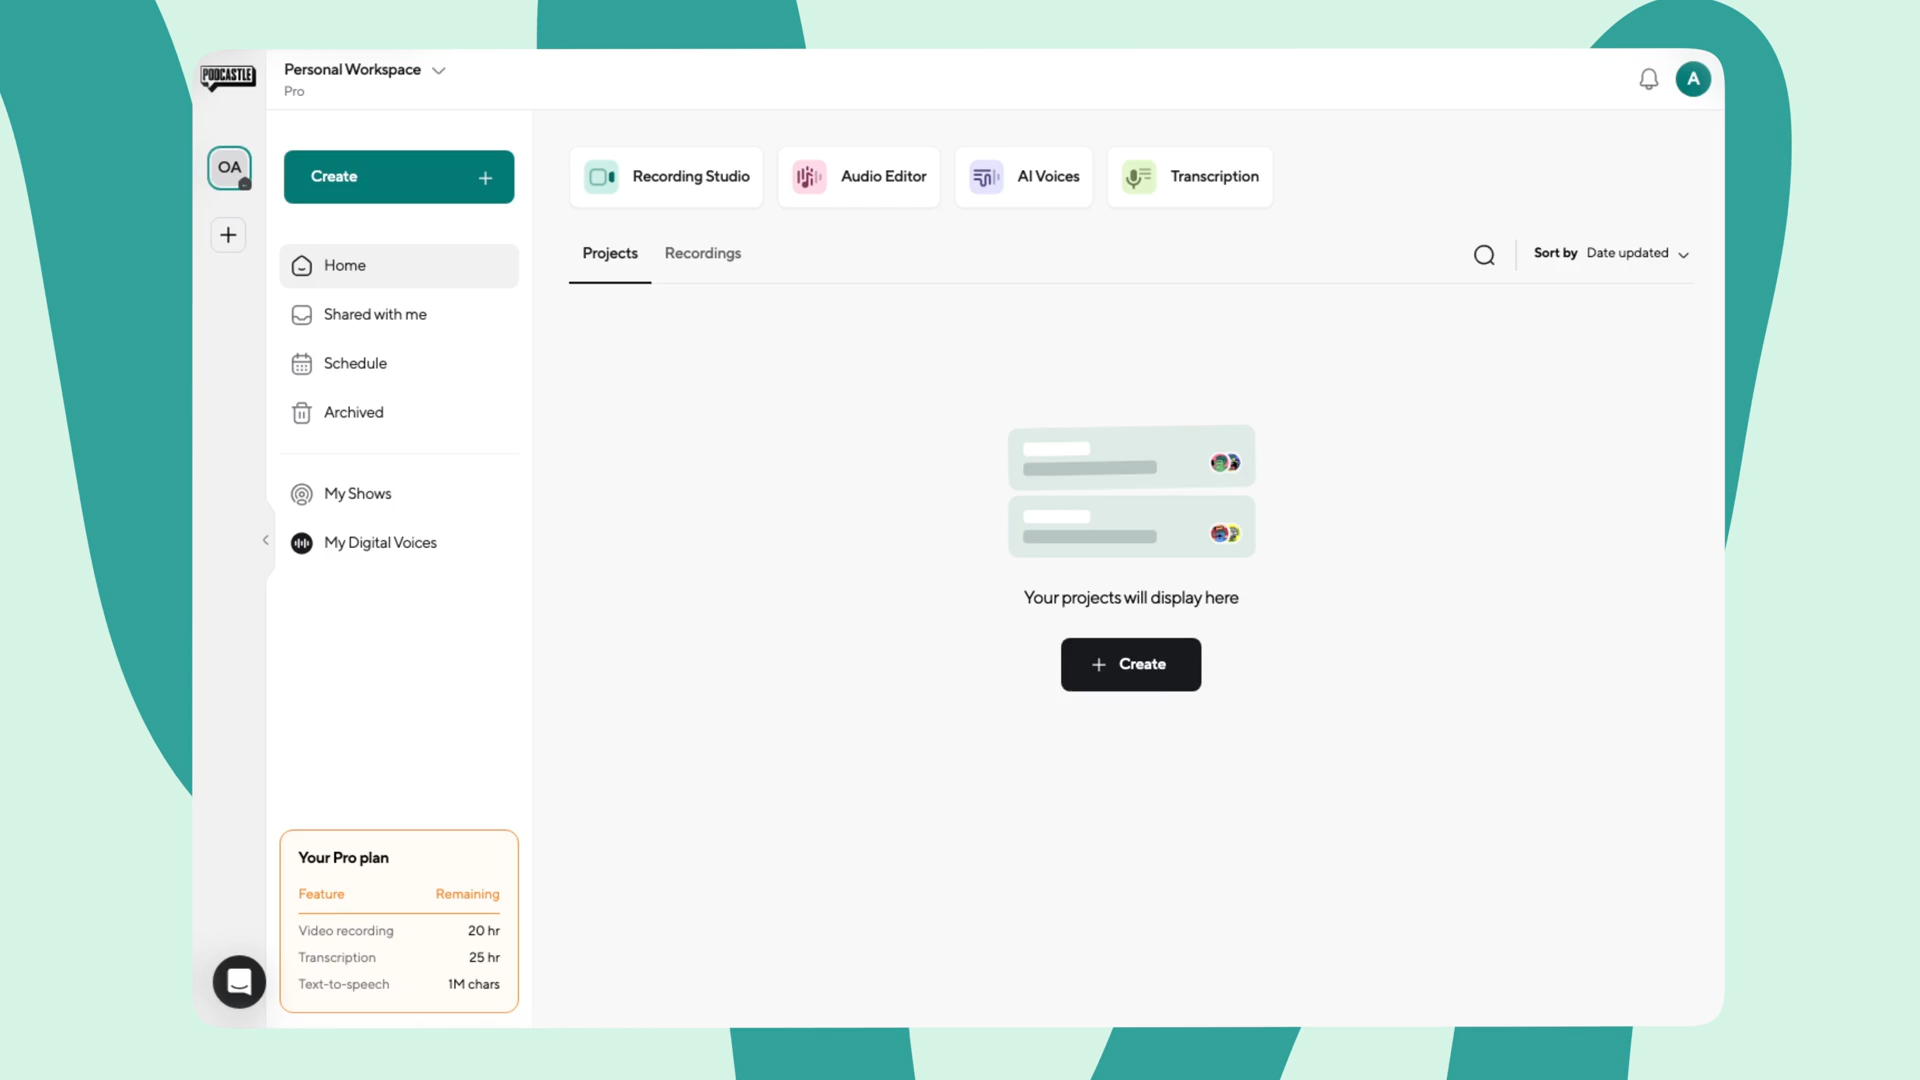 PODCASTLE
Personal Workspace
Pro
A
OA
Create
Home
Shared with me
Schedule
Archived
My Shows
My Digital Voices
Your Pro plan
Feature Remaining
Video recording 20 hr
Transcription 25 hr
Text-to-speech 1M chars
Recording Studio
Audio Editor
AI Voices
Transcription
Projects Recordings
Sort by Date updated
Your projects will display here
Create